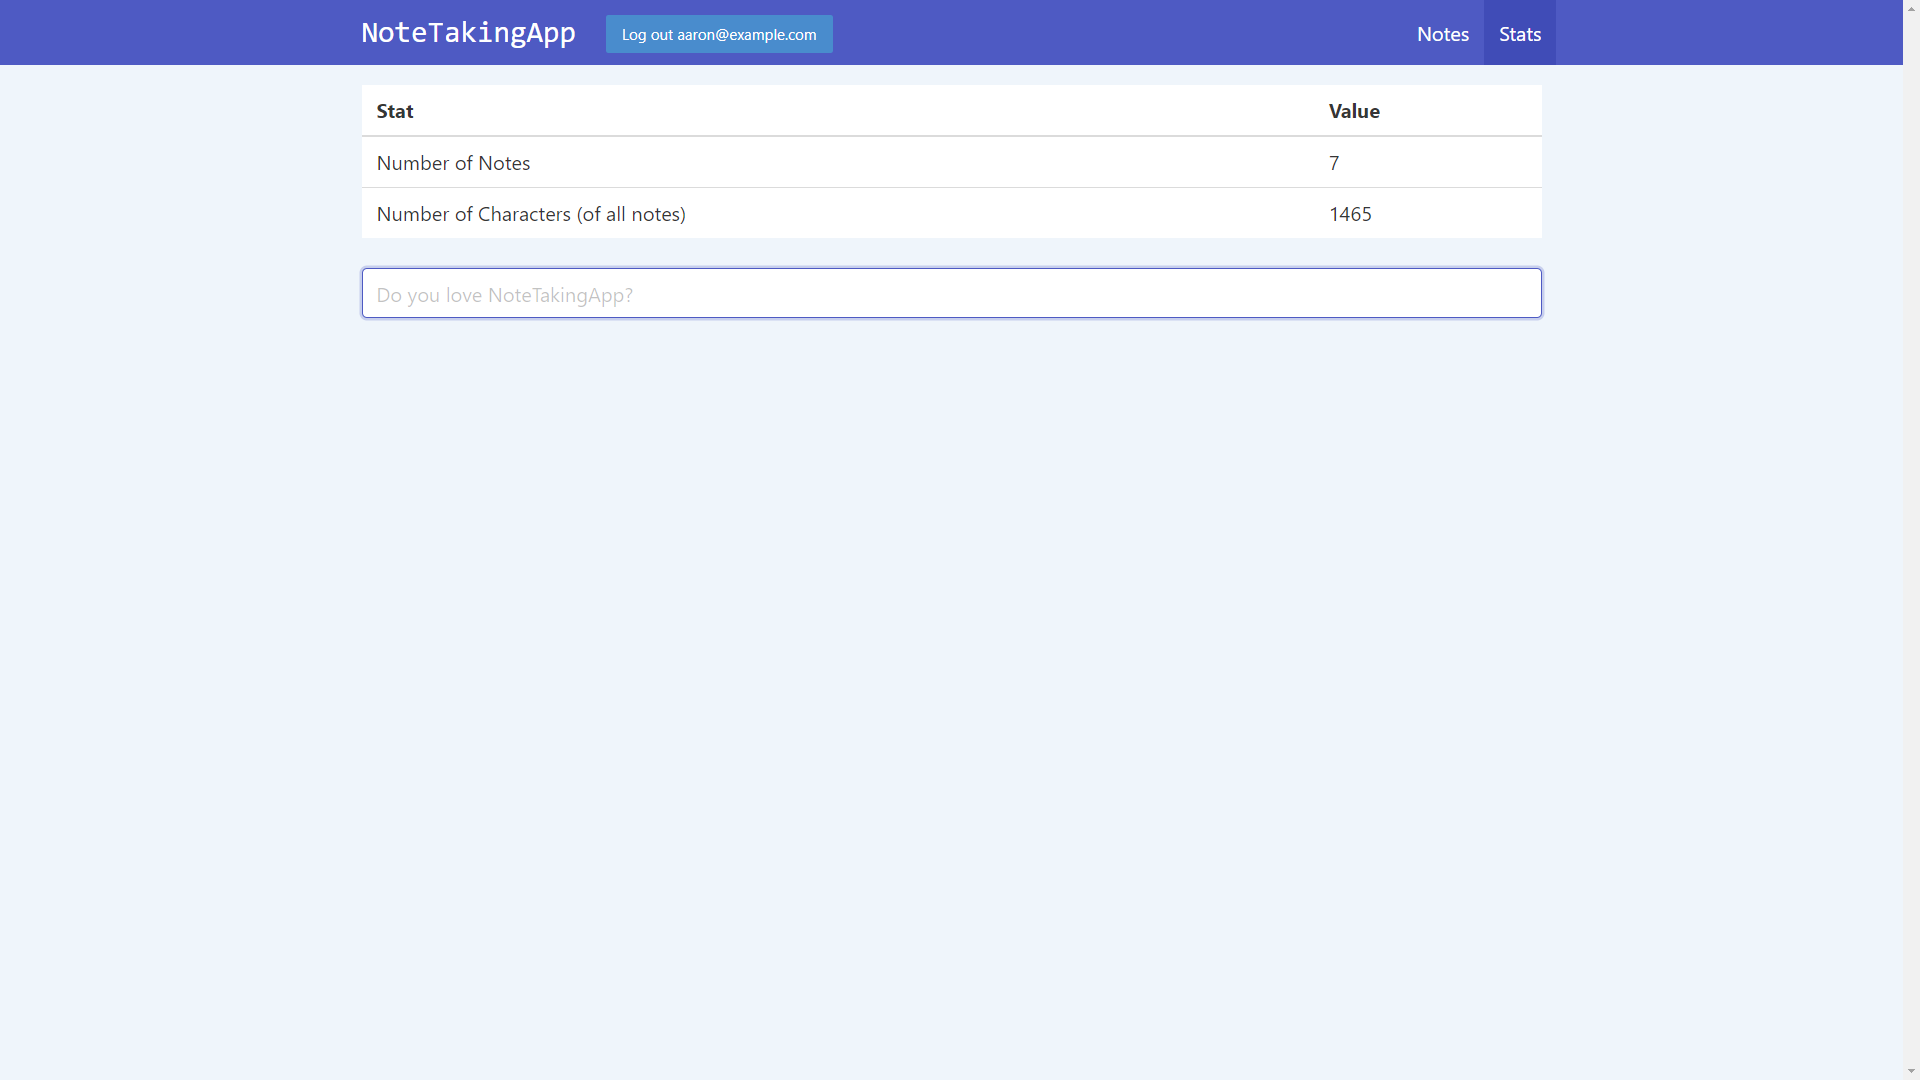 NoteTakingApp Log out aaron@example.com Notes Stats
Stat Value
Number of Notes 7
Number of Characters (of all notes) 1465
Do you love NoteTakingApp?